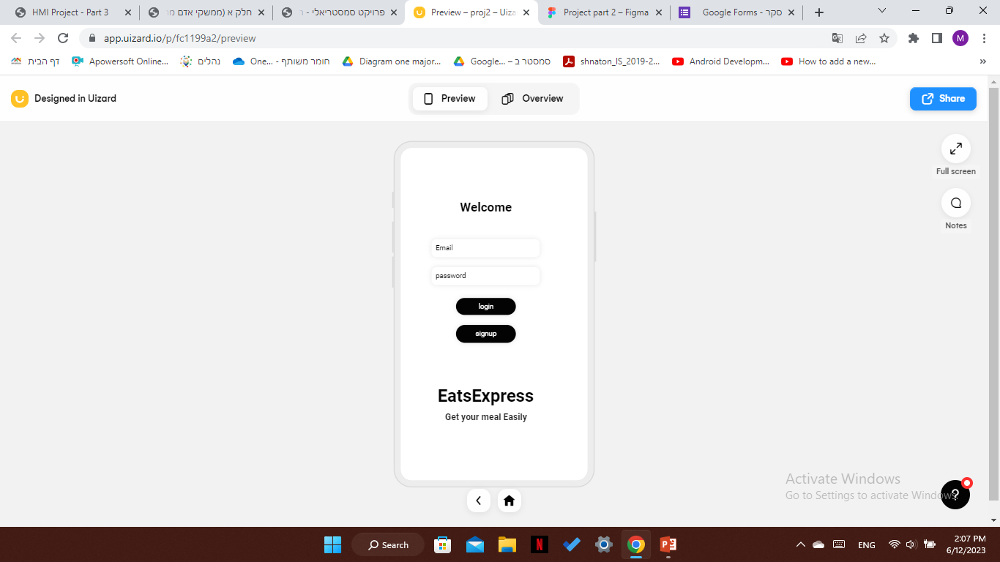 HMI Project - Part 3
חלק א (ממשקי אדם מו
פרויקט סמסטריאלי - ר
Preview – proj2 – Uiza
Project part 2 – Figma
סקר - Google Forms
app.uizard.io/p/fc1199a2/preview
M
דף הבית
Apowersoft Online...
נהלים
חומר משותף - One...
Diagram one major...
סמסטר ב – Google...
shnaton_IS_2019-2...
Android Developm...
How to add a new...
»
Designed in Uizard
Preview
Overview
Share
Full screen
Notes
Welcome
Email
password
login
signup
EatsExpress
Get your meal Easily
Activate Windows
Go to Settings to activate Windows.
?
Search
N
P
ENG
2:07 PM
6/12/2023